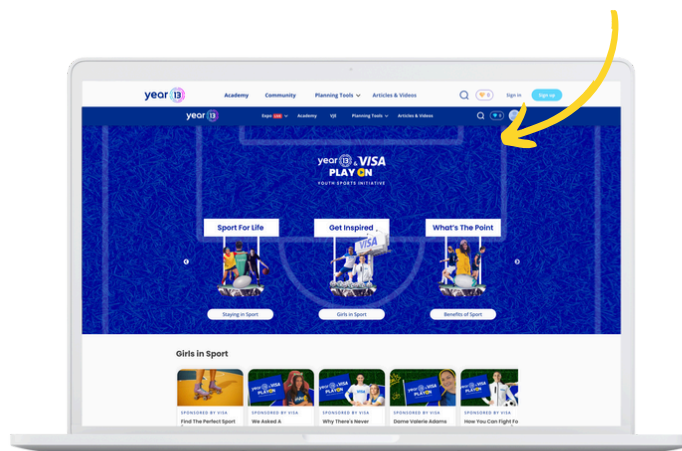 year 13
Academy Community Planning Tools Articles & Videos 0 Sign in Sign up
year 13
Expo Live Academy VJE Planning Tools Articles & Videos
year 13 & VISA
PLAY ON
YOUTH SPORTS INITIATIVE
Sport For Life Get Inspired What's The Point
VISA
Staying in Sport Girls in Sport Benefits of Sport
Girls in Sport
SPONSORED BY VISA SPONSORED BY VISA SPONSORED BY VISA SPONSORED BY VISA SPONSORED BY VISA
Find The Perfect Sport We Asked A Why There's Never Dame Valerie Adams How You Can Fight Fo